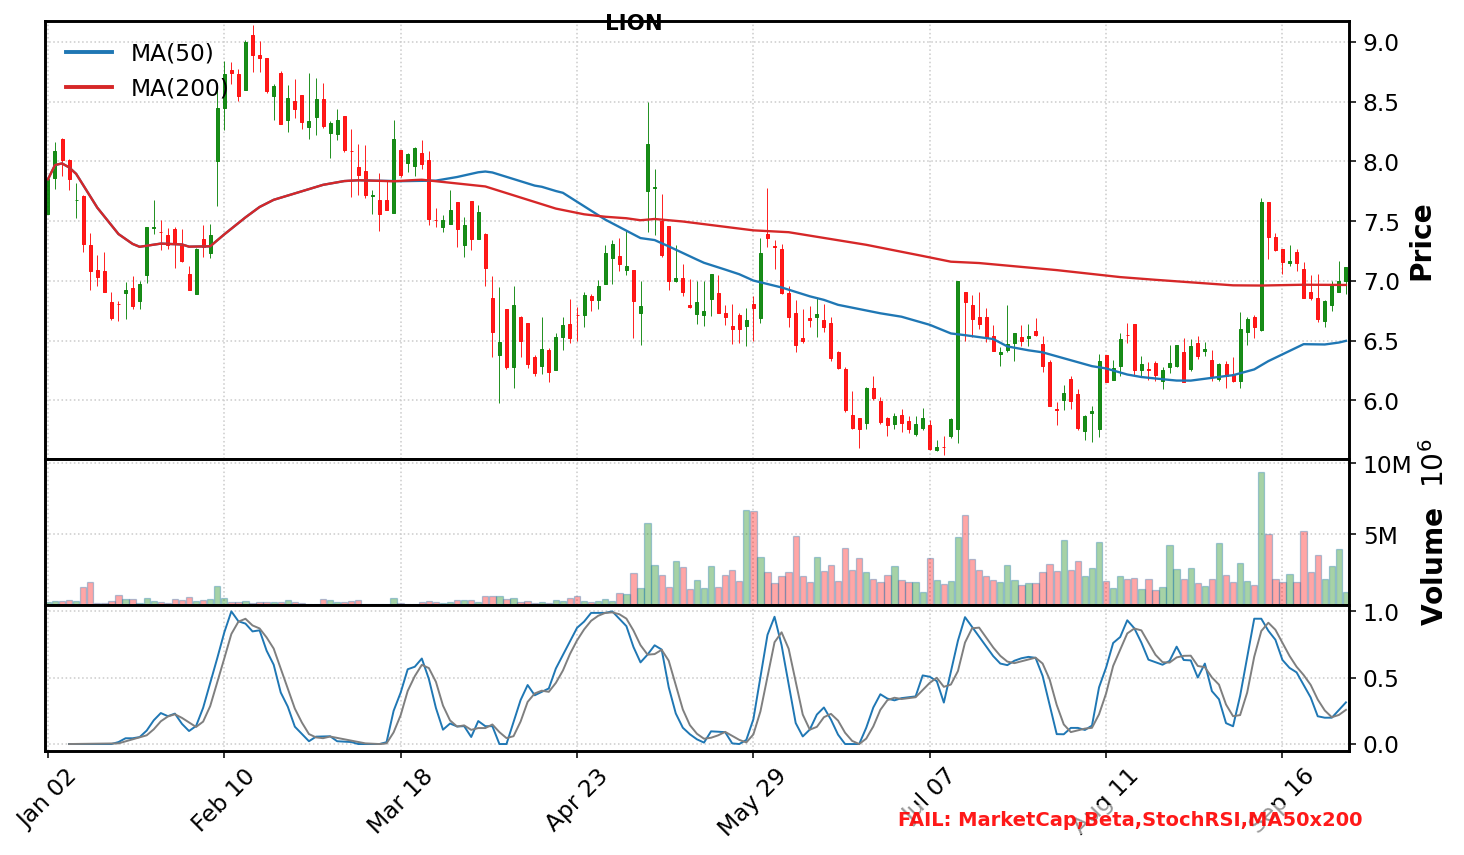 LION
MA(50)
MA(200)
9.0
8.5
8.0
7.5
7.0
6.5
6.0
Price
10M
5M
Volume 10⁶
1.0
0.5
0.0
Jan 02
Feb 10
Mar 18
Apr 23
May 29
Jul 07
Aug 11
Sep 16
FAIL: MarketCap,Beta,StochRSI,MA50x200